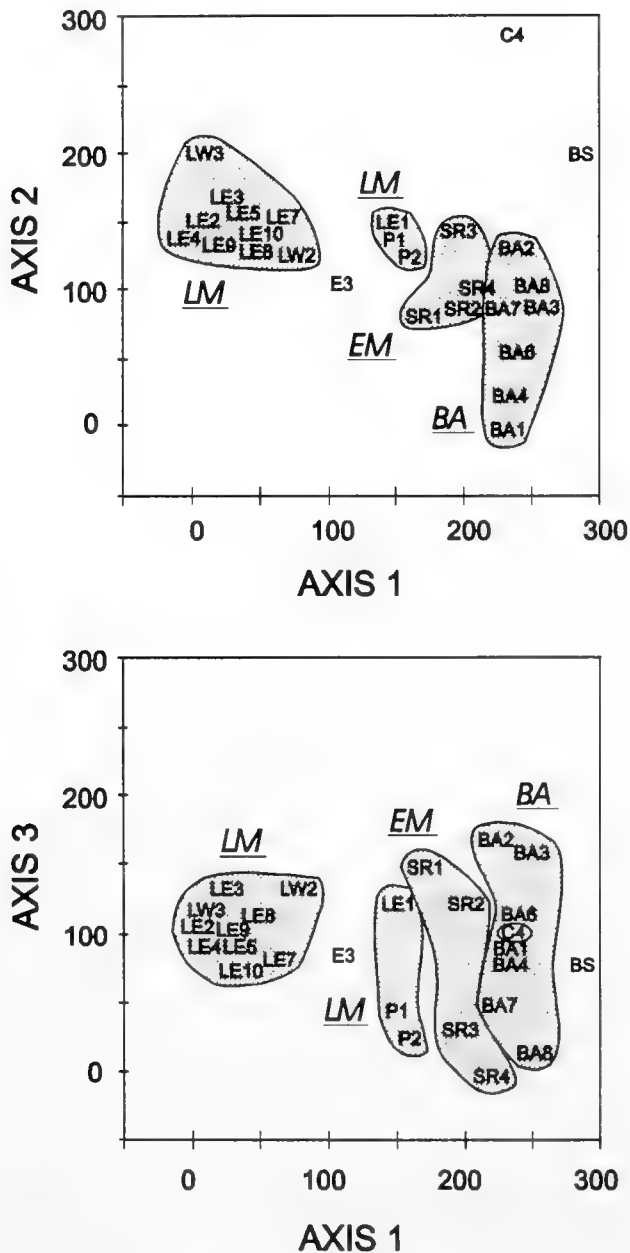 300
C4
LW3
BS
200
LM
LE3
LE5 LE7
LE2
LE1
SR3
LE10
P1
LE4 LE9
BA2
LE8 LW2
P2
AXIS 2
E3
SR4 BA8
100
LM
SR1 SR2 BA7 BA3
EM
BA6
BA4
BA
BA1
0
0 100 200 300
AXIS 1
300
BA
200
EM
LM
BA2
BA3
SR1
LE3 LW2
LW3
LE8
LE1
SR2
BA6
LE2
LE9
C4
100
LE4 LE5
BA1
AXIS 3
LE7
E3
BA4
BS
LE10
LM
P1
BA7
P2
SR3
BA8
0
SR4
0 100 200 300
AXIS 1